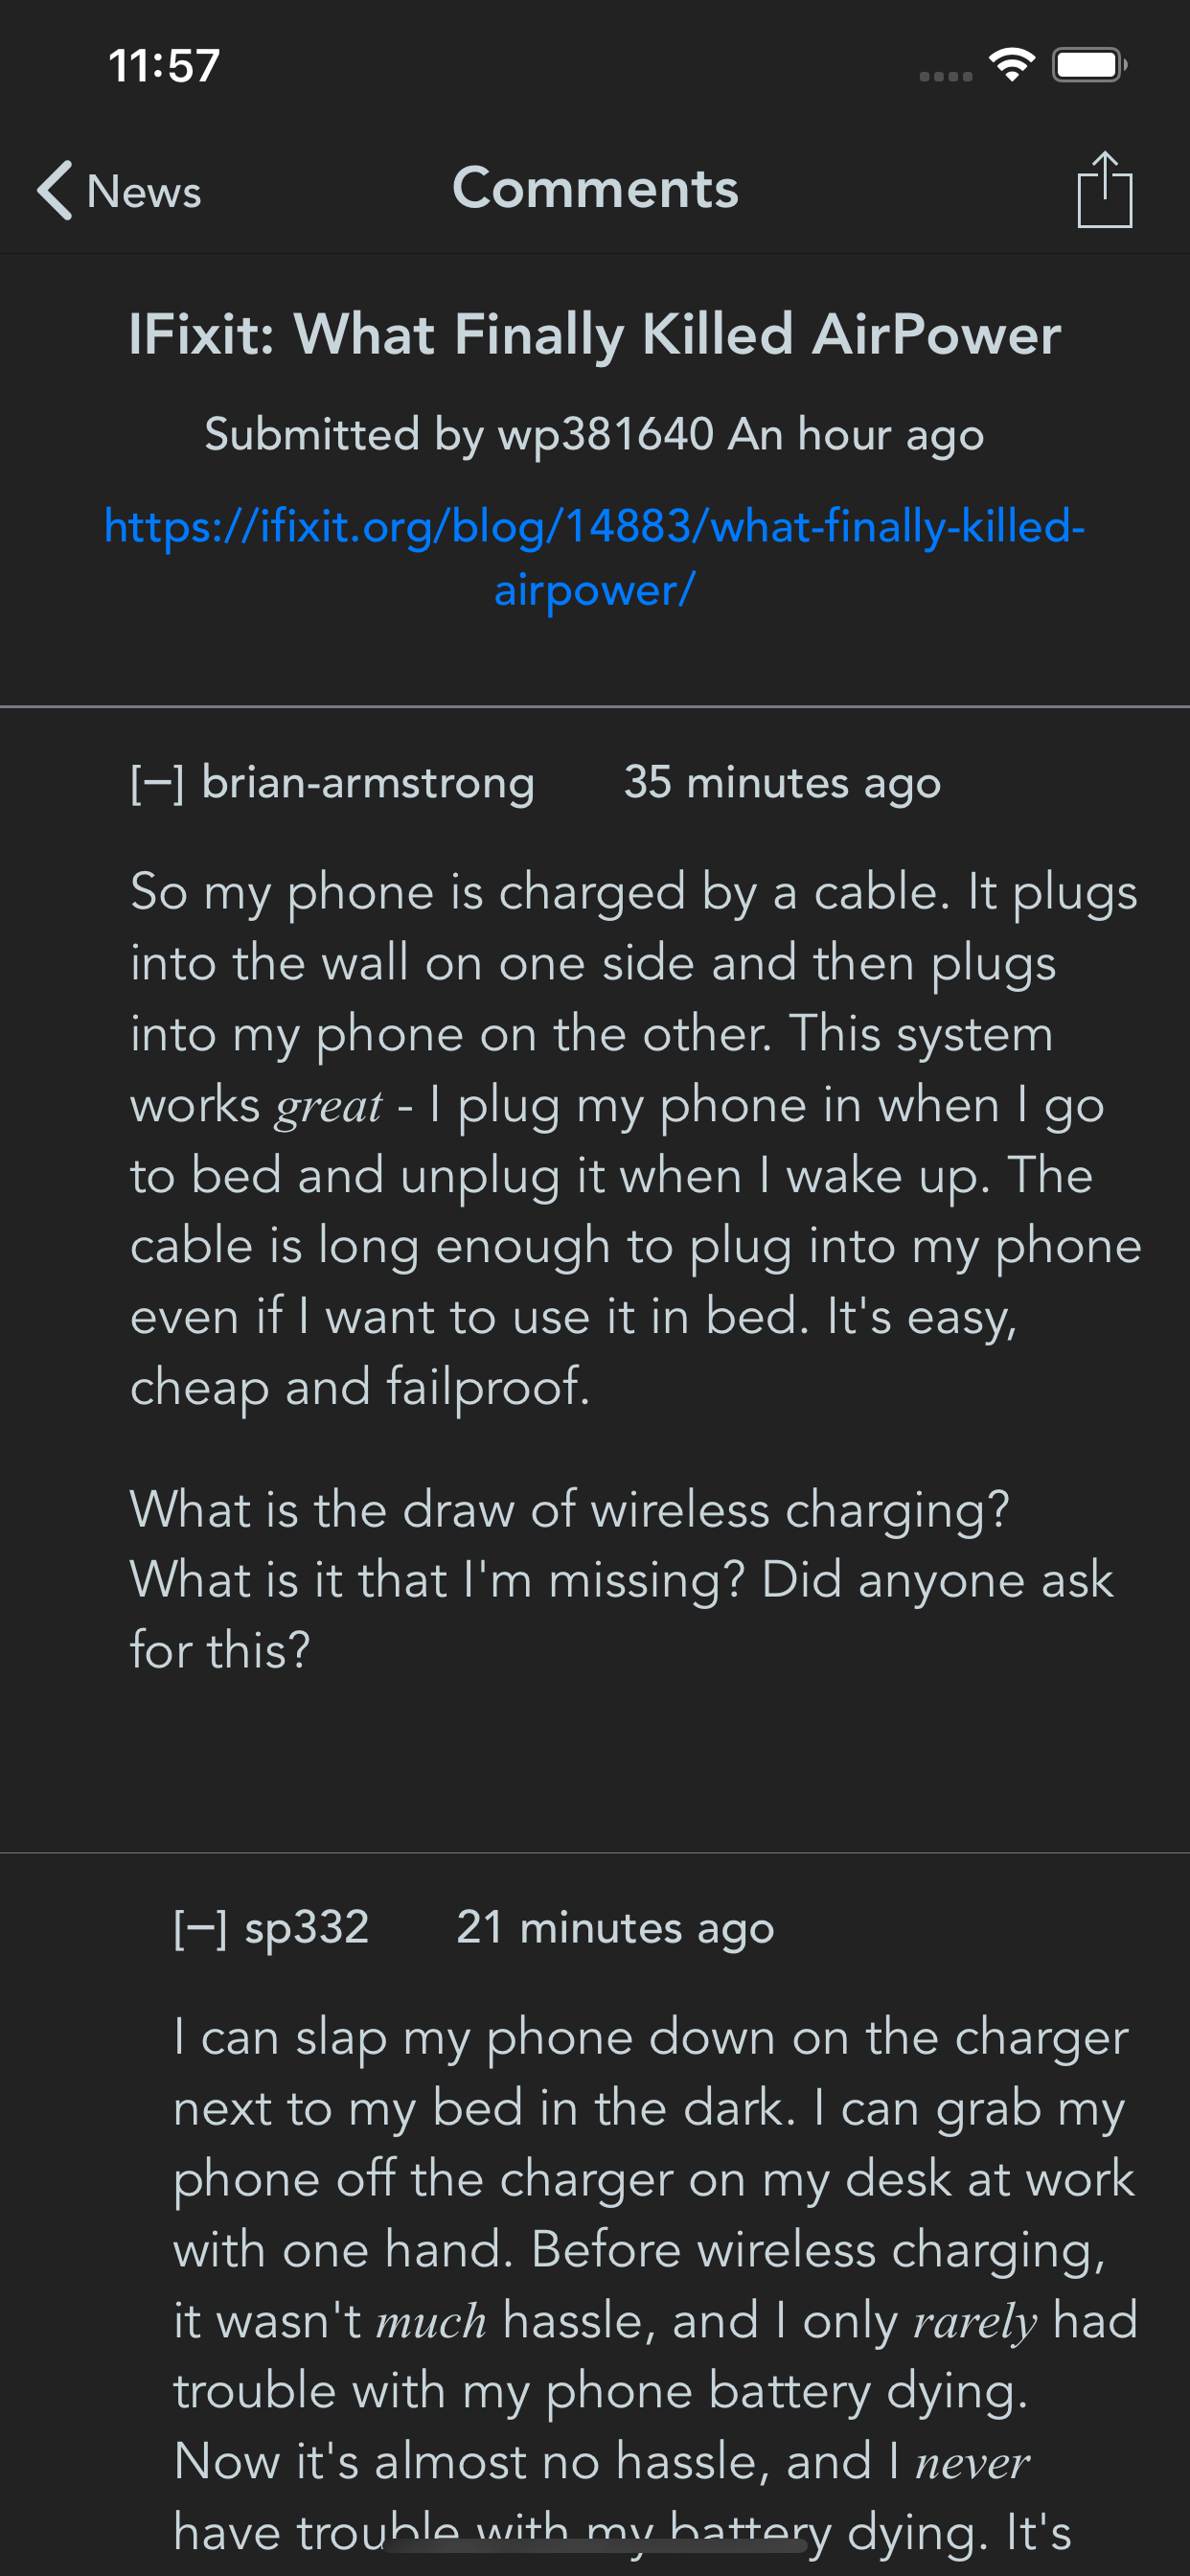 11:57
News
Comments
IFixit: What Finally Killed AirPower
Submitted by wp381640 An hour ago
https://ifixit.org/blog/14883/what-finally-killed-
airpower/
[–] brian-armstrong 35 minutes ago
So my phone is charged by a cable. It plugs
into the wall on one side and then plugs
into my phone on the other. This system
works great - I plug my phone in when I go
to bed and unplug it when I wake up. The
cable is long enough to plug into my phone
even if I want to use it in bed. It's easy,
cheap and failproof.
What is the draw of wireless charging?
What is it that I'm missing? Did anyone ask
for this?
[–] sp332 21 minutes ago
I can slap my phone down on the charger
next to my bed in the dark. I can grab my
phone off the charger on my desk at work
with one hand. Before wireless charging,
it wasn't much hassle, and I only rarely had
trouble with my phone battery dying.
Now it's almost no hassle, and I never
have trouble with my battery dying. It's